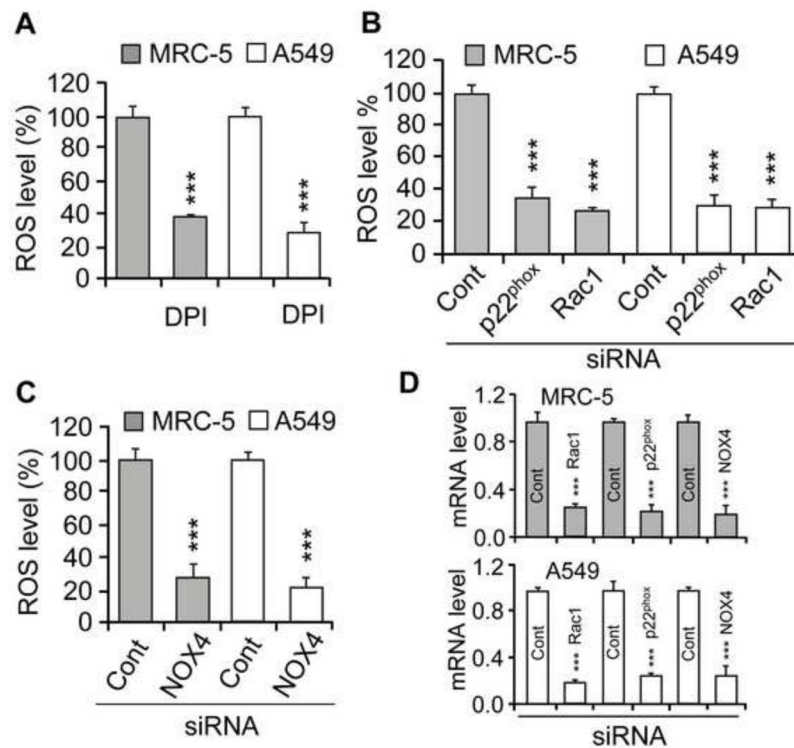 A
MRC-5 A549
ROS level (%)
120
100
80
60
40
20
0
***
***
DPI DPI
B
MRC-5 A549
ROS level %
120
100
80
60
40
20
0
***
***
***
***
Cont p22phox Rac1 Cont p22phox Rac1
siRNA
C
MRC-5 A549
ROS level (%)
120
100
80
60
40
20
0
***
***
Cont NOX4 Cont NOX4
siRNA
D
MRC-5
mRNA level
1.2
0.8
0.4
0.0
Cont
*** Rac1
Cont
*** p22phox
Cont
*** NOX4
A549
mRNA level
1.2
0.8
0.4
0.0
Cont
*** Rac1
Cont
*** p22phox
Cont
*** NOX4
siRNA